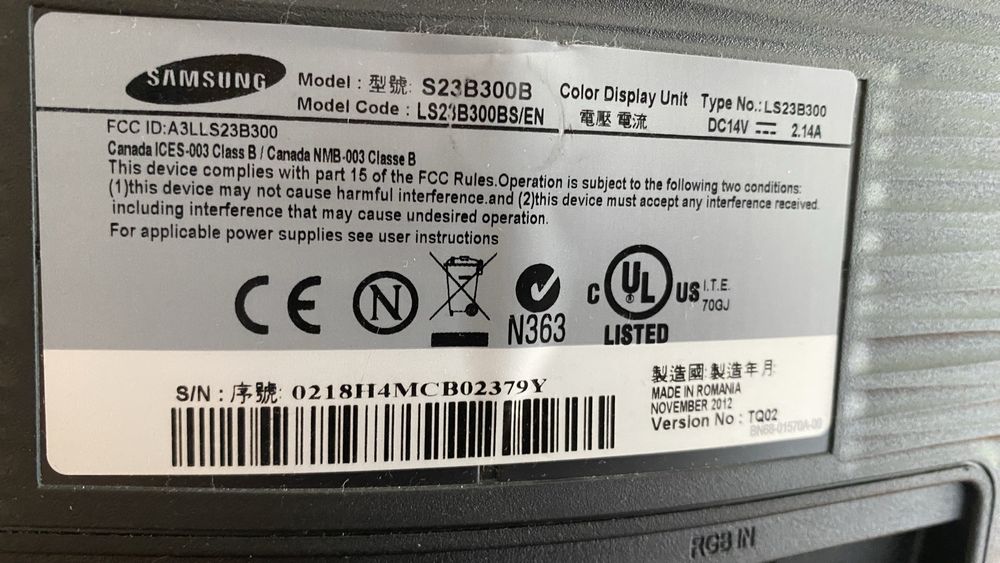 SAMSUNG
Model : 型號: S23B300B
Model Code : LS23B300BS/EN
Color Display Unit
電壓 電流
Type No.:LS23B300
DC14V 2.14A
FCC ID:A3LLS23B300
Canada ICES-003 Class B / Canada NMB-003 Classe B
This device complies with part 15 of the FCC Rules.Operation is subject to the following two conditions:
(1)this device may not cause harmful interference.and (2)this device must accept any interference received.
including interference that may cause undesired operation.
For applicable power supplies see user instructions
CE
N
N363
C UL US
LISTED
I.T.E.
70GJ
S/N : 序號: 0218H4MCB02379Y
製造國 製造年月
MADE IN ROMANIA
NOVEMBER 2012
Version No : TQ02
BN68-01570A-00
RGB IN